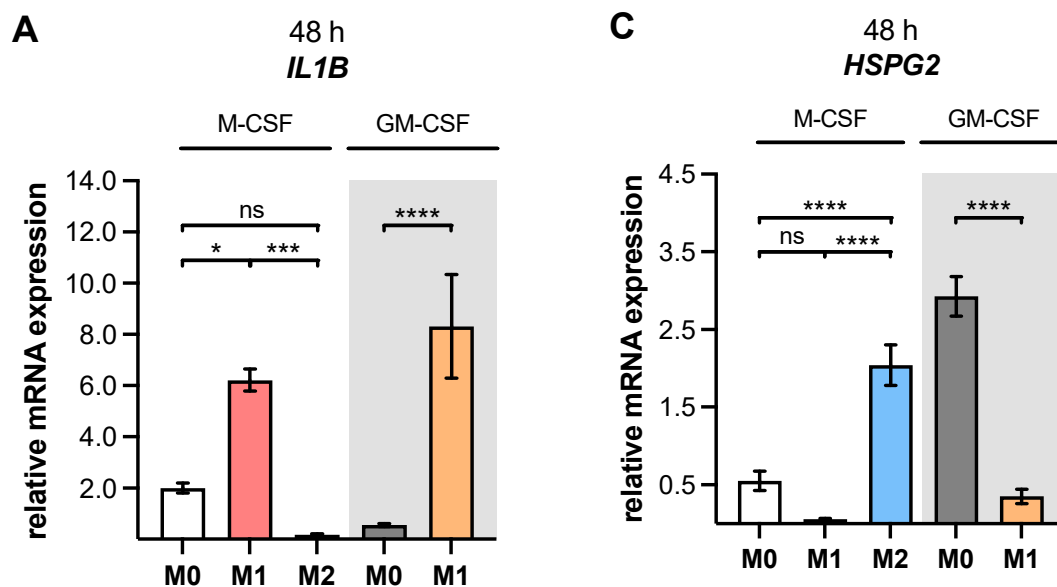 A
48 h
IL1B
M-CSF
GM-CSF
relative mRNA expression
14.0
12.0
10.0
8.0
6.0
4.0
2.0
ns
*
***
****
M0
M1
M2
M0
M1
C
48 h
HSPG2
M-CSF
GM-CSF
relative mRNA expression
4.5
3.5
2.5
1.5
0.5
****
ns
****
****
M0
M1
M2
M0
M1